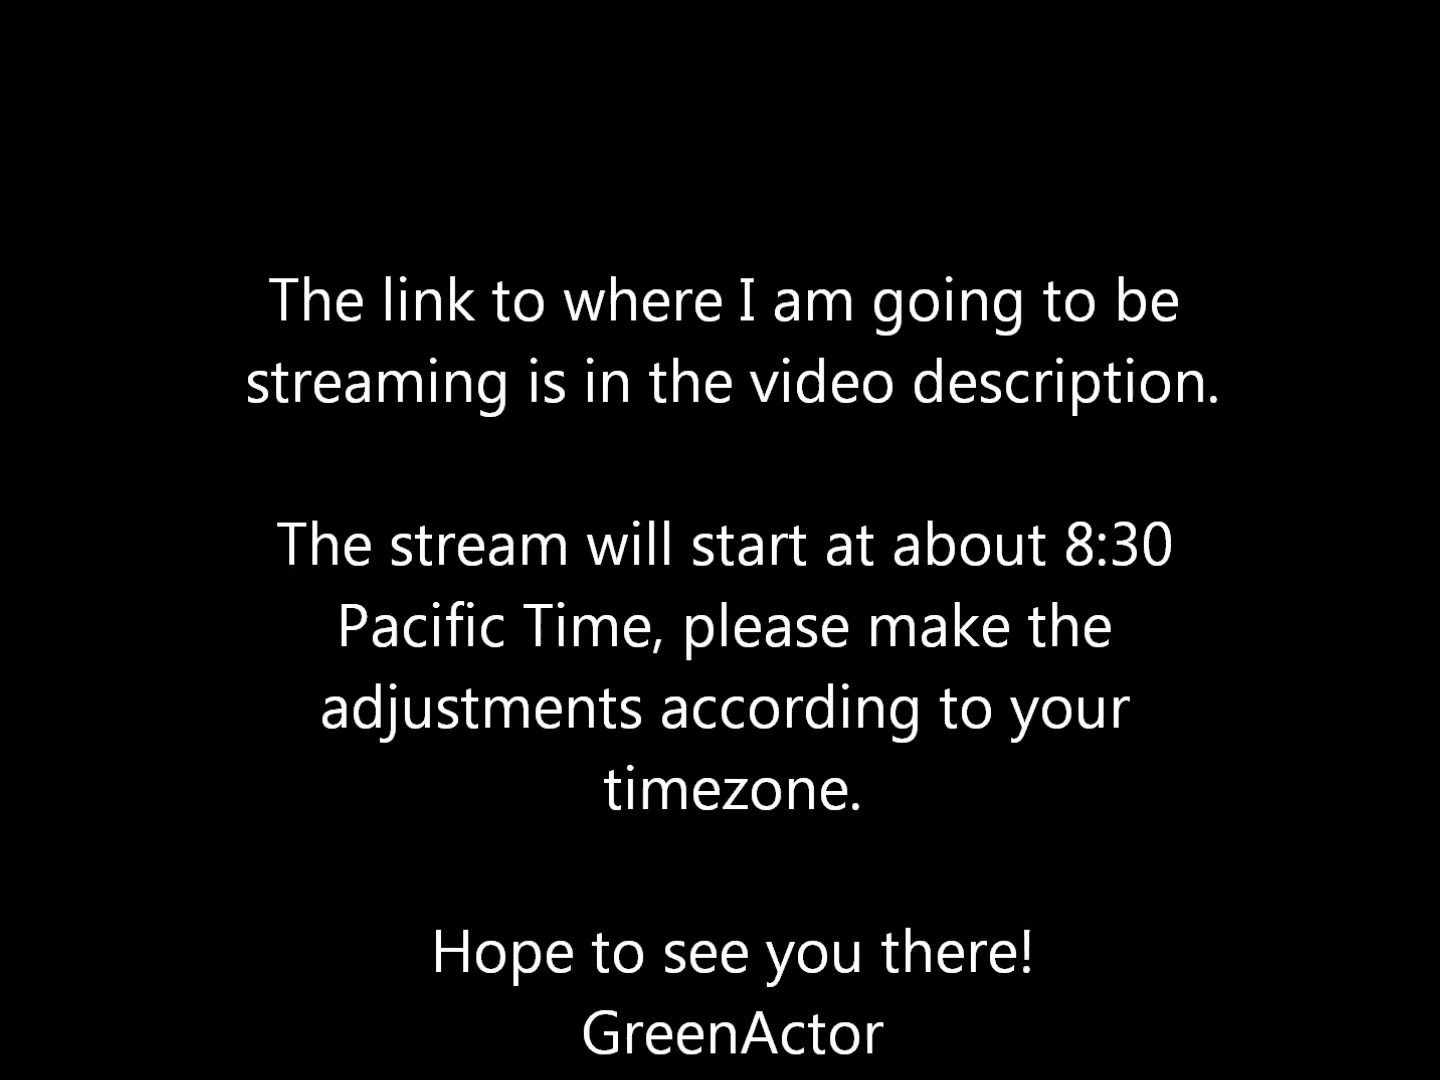 The link to where I am going to be
streaming is in the video description.
The stream will start at about 8:30
Pacific Time, please make the
adjustments according to your
timezone.
Hope to see you there!
GreenActor